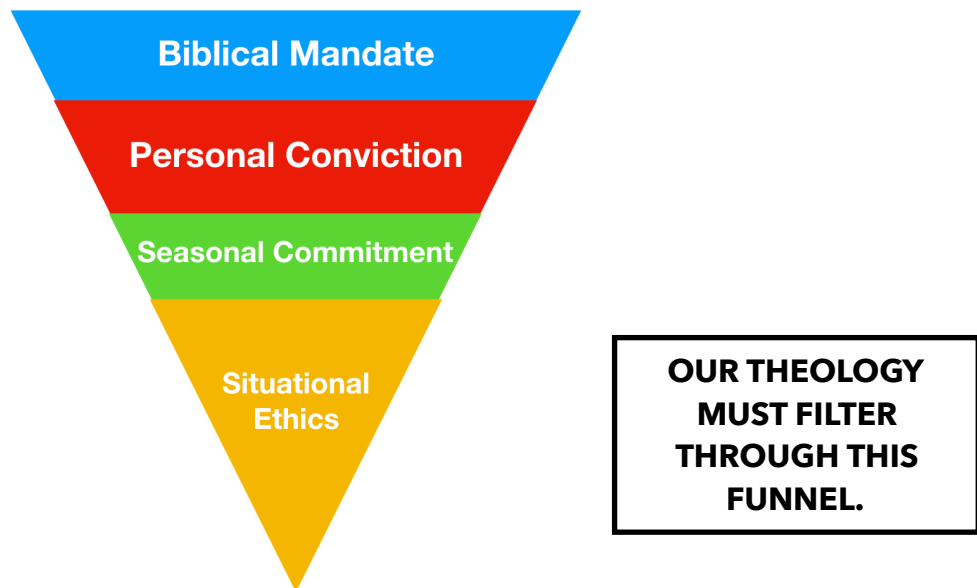 Biblical Mandate
Personal Conviction
Seasonal Commitment
Situational
Ethics
OUR THEOLOGY
MUST FILTER
THROUGH THIS
FUNNEL.